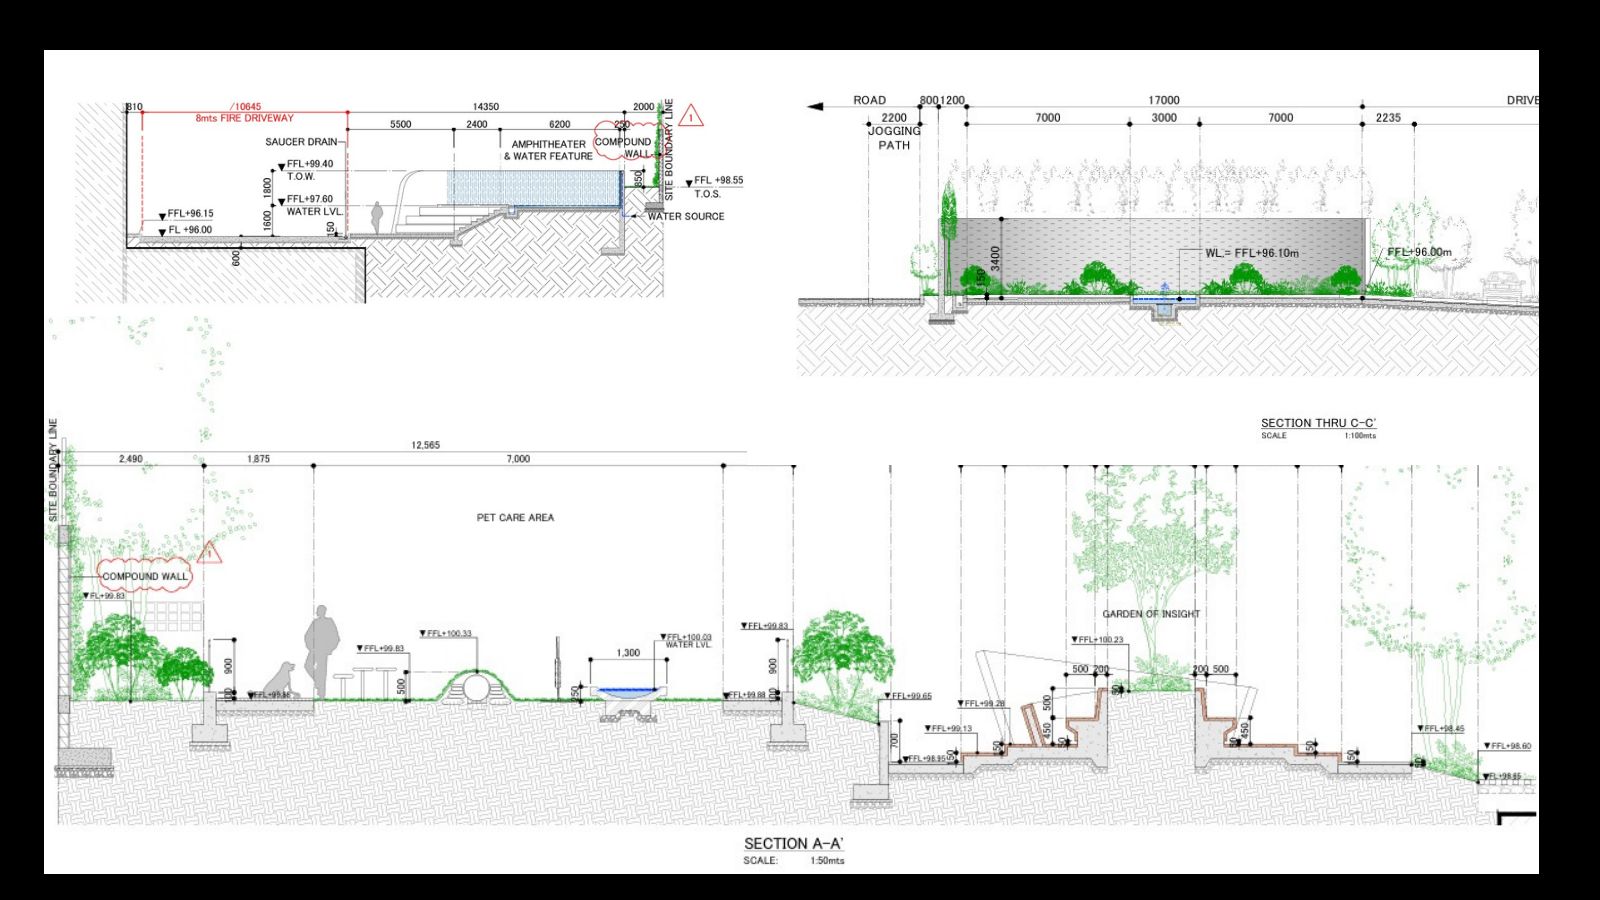 810
/10645
14350
2000
8mts FIRE DRIVEWAY
5500
2400
6200
250
SAUCER DRAIN
AMPHITHEATER
& WATER FEATURE
COMPOUND
WALL
SITE BOUNDARY LINE
1
FFL+99.40
T.O.W.
1800
850
FFL +98.55
T.O.S.
FFL+97.60
WATER LVL.
WATER SOURCE
FFL+96.15
FL +96.00
1600
150
600
ROAD
800
1200
17000
DRIVE
2200
7000
3000
7000
2235
JOGGING
PATH
3400
WL.= FFL+96.10m
FFL+96.00m
SECTION THRU C-C'
SCALE
1:100mts
SITE BOUNDARY LINE
12,565
2,490
1,875
7,000
PET CARE AREA
1
COMPOUND WALL
FL+99.83
FFL+99.83
FFL+100.33
FFL+100.03
WATER LVL.
FFL+99.83
1,300
900
500
900
FFL+99.88
FFL+99.65
700
GARDEN OF INSIGHT
FFL+100.23
500
200
200
500
FFL+99.13
500
450
450
FFL+98.45
FFL+98.60
SECTION A-A'
SCALE:
1:50mts